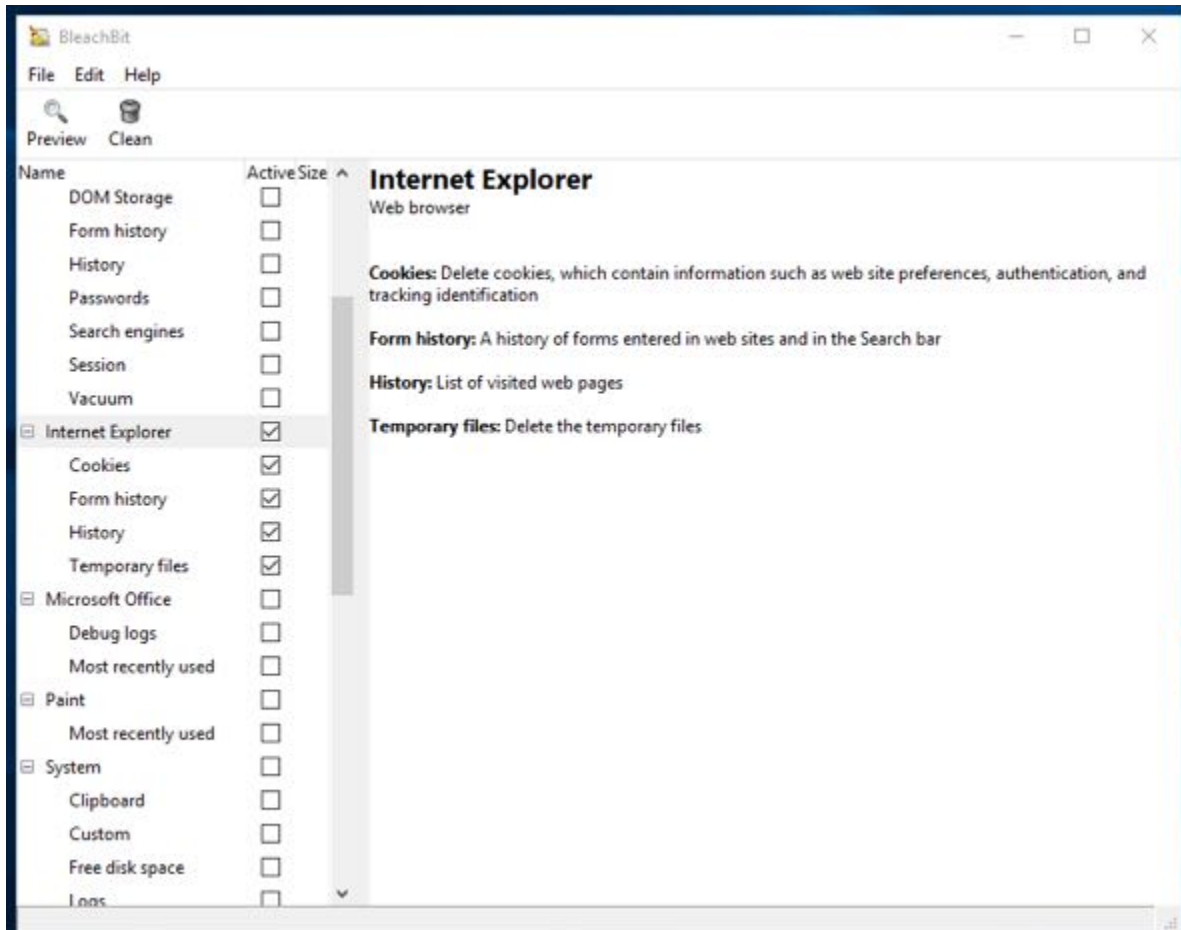 BleachBit
File Edit Help
Preview Clean
Name Active Size
DOM Storage
Form history
History
Passwords
Search engines
Session
Vacuum
Internet Explorer
Cookies
Form history
History
Temporary files
Microsoft Office
Debug logs
Most recently used
Paint
Most recently used
System
Clipboard
Custom
Free disk space
Logs
Internet Explorer
Web browser
Cookies: Delete cookies, which contain information such as web site preferences, authentication, and
tracking identification
Form history: A history of forms entered in web sites and in the Search bar
History: List of visited web pages
Temporary files: Delete the temporary files